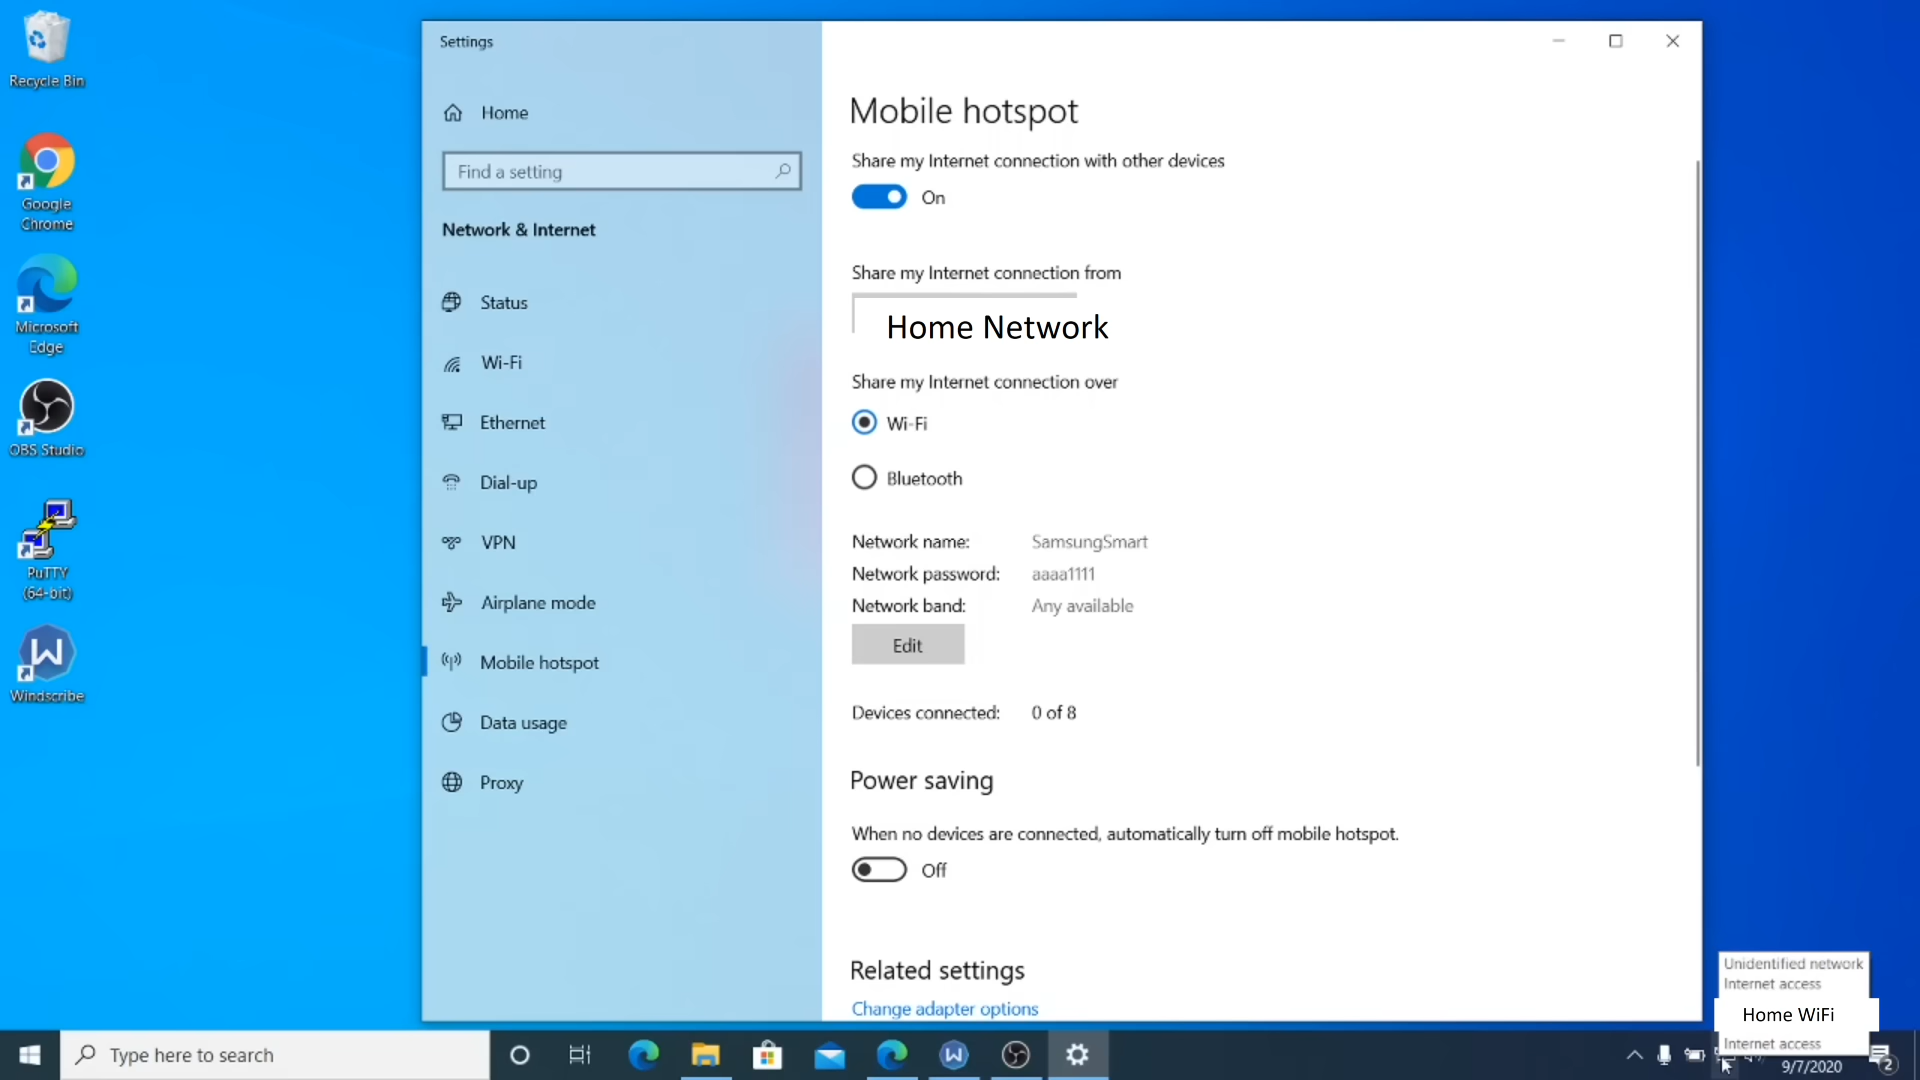 Recycle Bin
Google
Chrome
Microsoft
Edge
OBS Studio
PuTTY
(64-bit)
Windscribe
Settings
Home
Find a setting
Network & Internet
Status
Wi-Fi
Ethernet
Dial-up
VPN
Airplane mode
Mobile hotspot
Data usage
Proxy
Mobile hotspot
Share my Internet connection with other devices
On
Share my Internet connection from
Home Network
Share my Internet connection over
Wi-Fi
Bluetooth
Network name: SamsungSmart
Network password: aaaa1111
Network band: Any available
Edit
Devices connected: 0 of 8
Power saving
When no devices are connected, automatically turn off mobile hotspot.
Off
Related settings
Change adapter options
Unidentified network
Internet access
Home WiFi
Internet access
Type here to search
9/7/2020
2